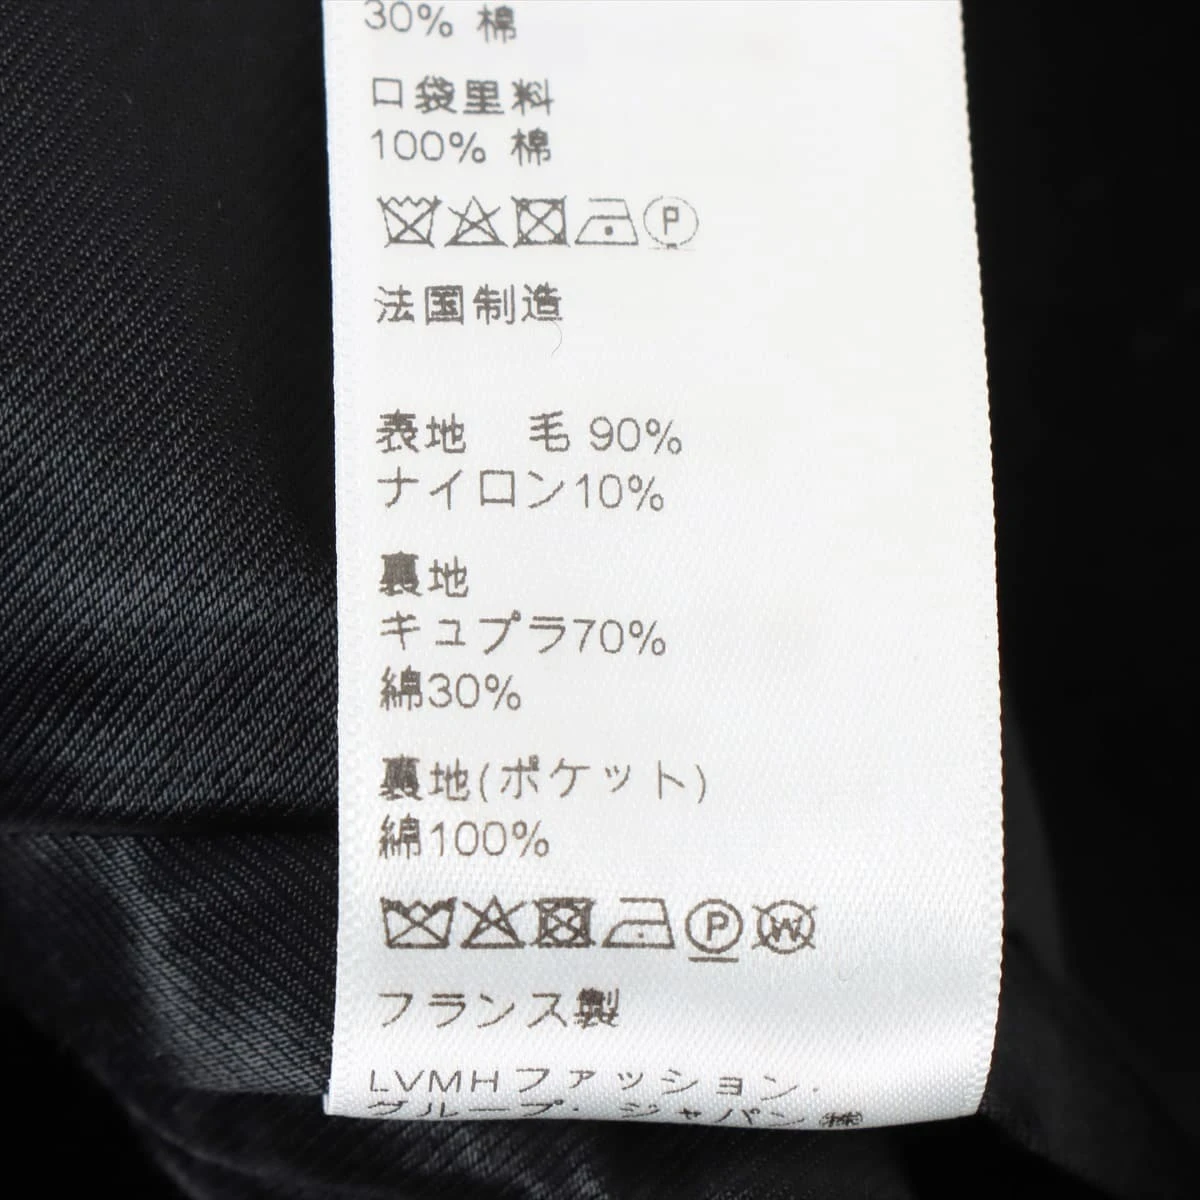 30% 棉
口袋里料
100% 棉
P
法国制造
表地 毛 90%
ナイロン10%
裏地
キュプラ70%
綿30%
裏地(ポケット)
綿100%
P W
フランス製
LVMHファッション・
グループ・ジャパン㈱